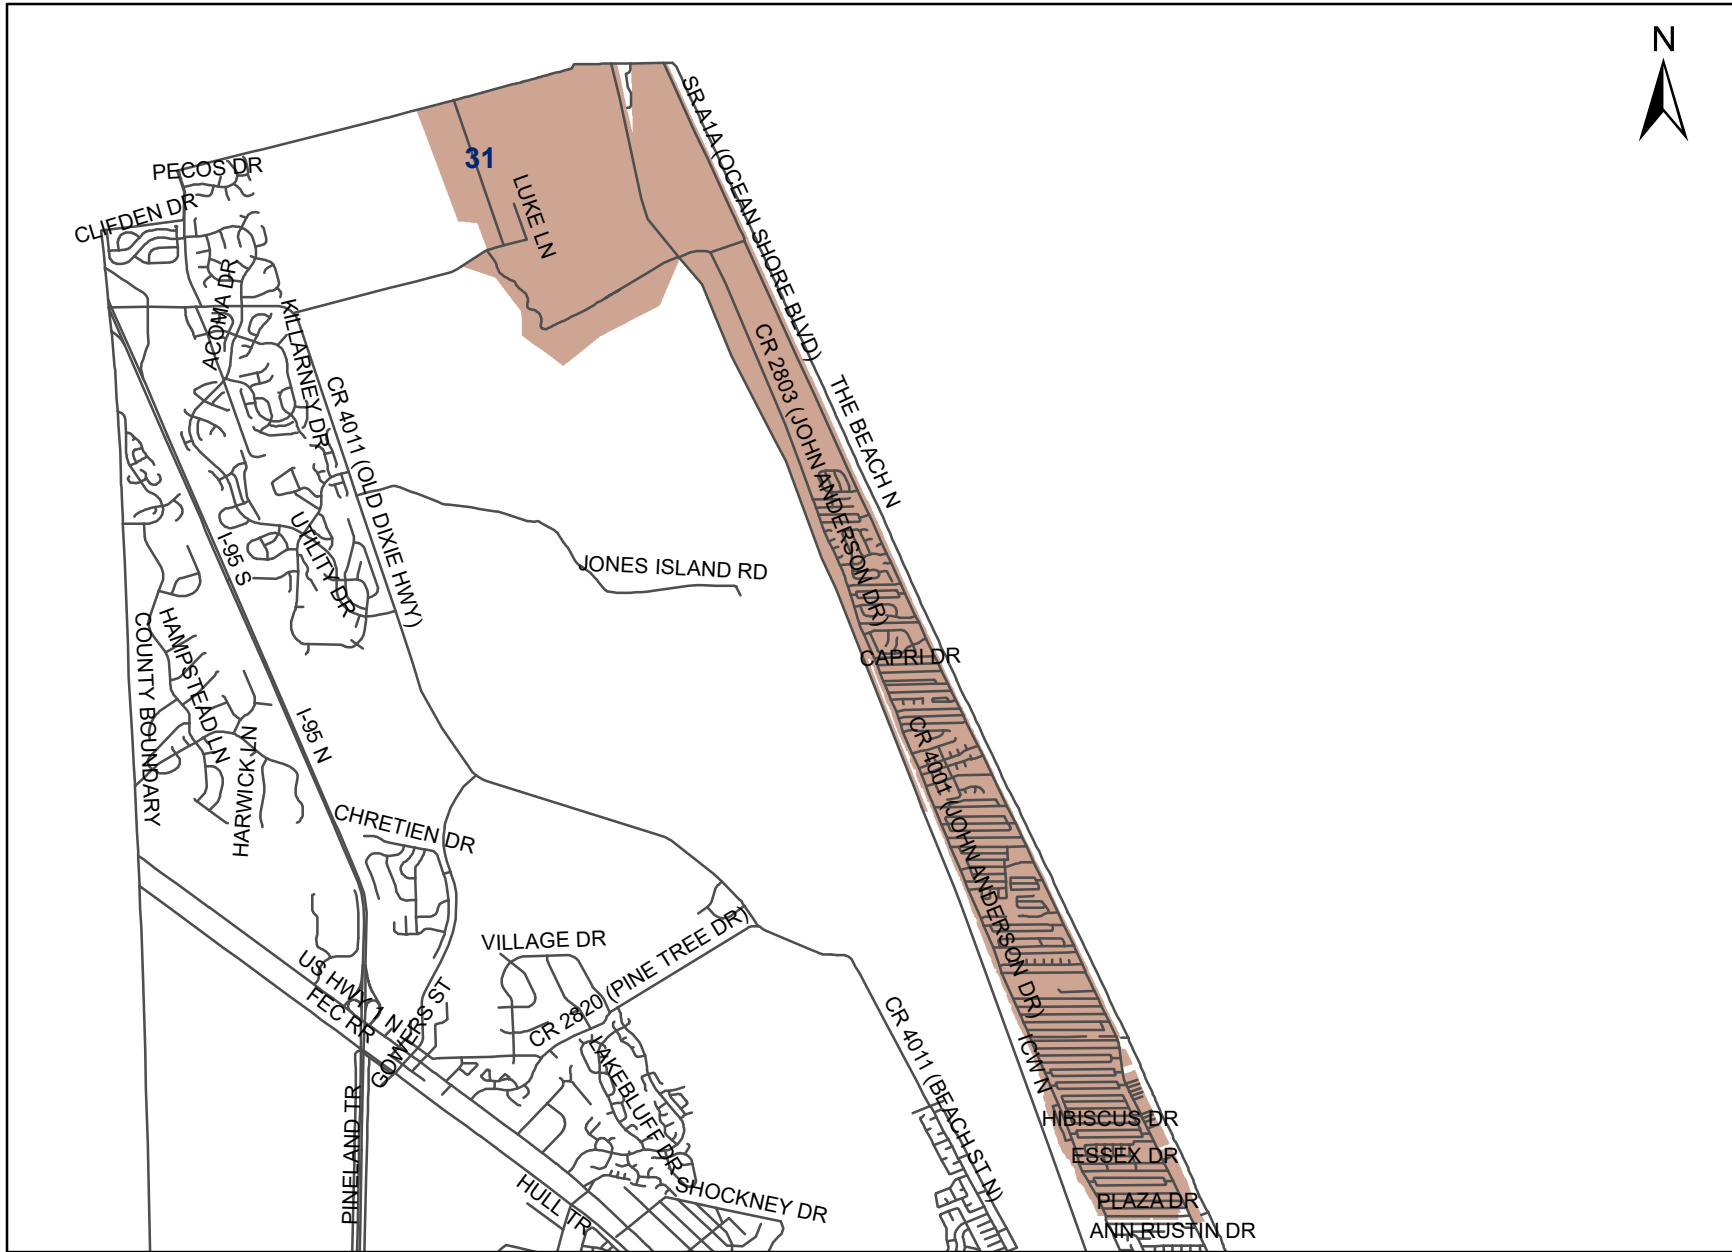 N
SR A1A (OCEAN SHORE BLVD)
31
PECOS DR
LUKE LN
CLIFDEN DR
ACOMA DR
KILLARNEY DR
CR 2803 (JOHN ANDERSON DR)
THE BEACH N
CR 4011 (OLD DIXIE HWY)
UTILITY DR
I-95 S
JONES ISLAND RD
HAMPSTEAD LN
COUNTY BOUNDARY
CAPRI DR
I-95 N
HARWICK LN
CR 4001 (JOHN ANDERSON DR)
CHRETIEN DR
VILLAGE DR
CR 2820 (PINE TREE DR)
US HWY 1 N
FEC RR
GOWERS ST
CR 4011 (BEACH ST N)
LAKEBLUFF DR
ICW N
PINELAND TR
HIBISCUS DR
ESSEX DR
HULL TR
SHOCKNEY DR
PLAZA DR
ANN RUSTIN DR